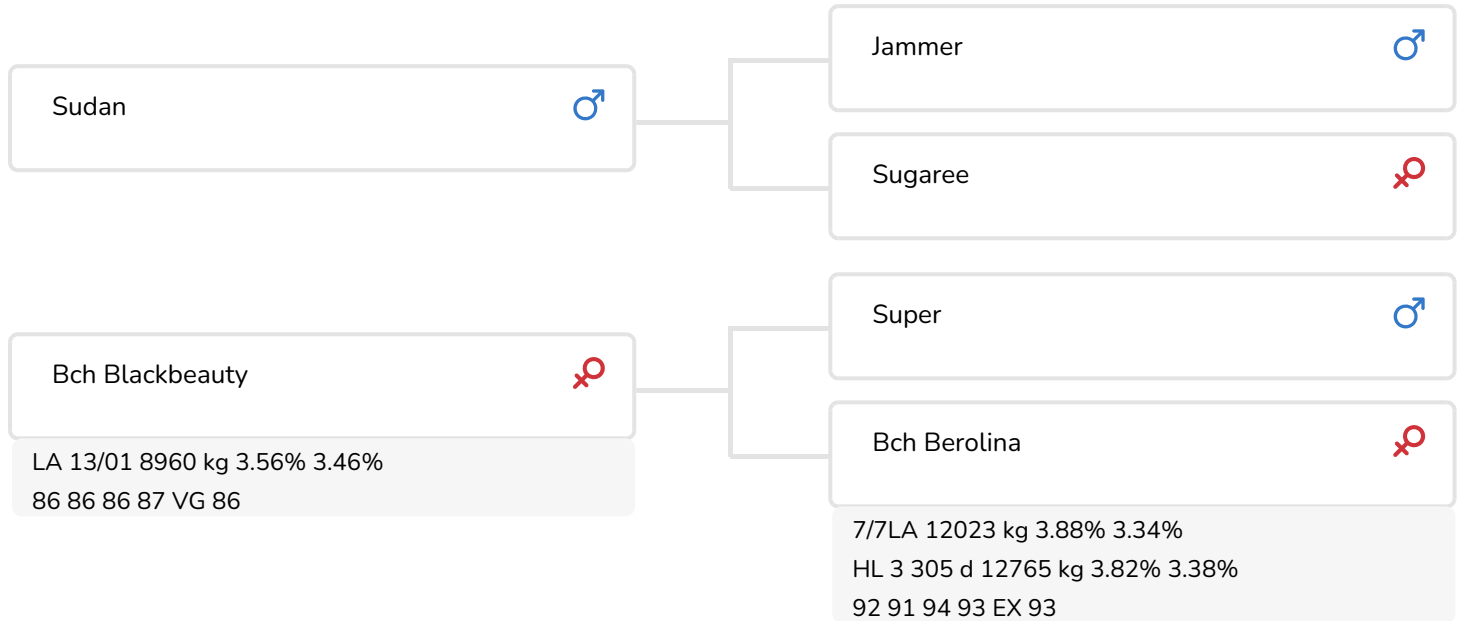 Jammer
Sudan
Sugaree
Super
Bch Blackbeauty
LA 13/01 8960 kg 3.56% 3.46%
86 86 86 87 VG 86
Bch Berolina
7/7LA 12023 kg 3.88% 3.34%
HL 3 305 d 12765 kg 3.82% 3.38%
92 91 94 93 EX 93